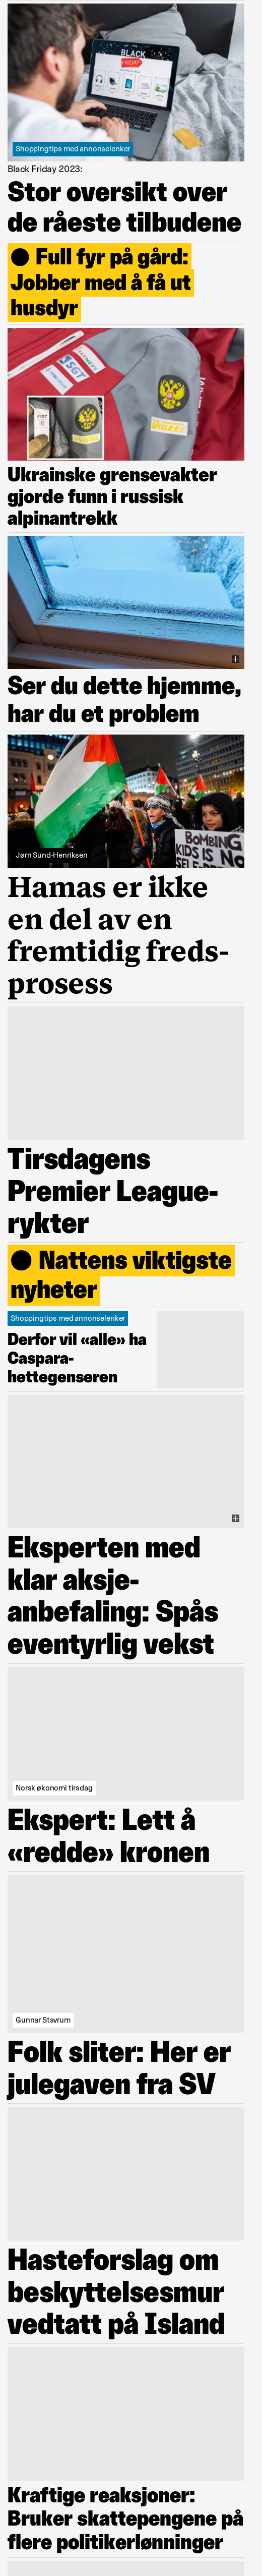 BLACK
FRIDAY
Shoppingtips med annonselenker
Black Friday 2023:
Stor oversikt over
de råeste tilbudene
Full fyr på gård:
Jobber med å få ut
husdyr
Ukrainske grensevakter
gjorde funn i russisk
alpinantrekk
Ser du dette hjemme,
har du et problem
BOMBING
KIDS IS NO
Jørn Sund-Henriksen
Hamas er ikke
en del av en
fremtidig freds-
prosess
Tirsdagens
Premier League-
rykter
Nattens viktigste
nyheter
Shoppingtips med annonselenker
Derfor vil «alle» ha
Caspara-
hettegenseren
Eksperten med
klar aksje-
anbefaling: Spås
eventyrlig vekst
Norsk økonomi tirsdag
Ekspert: Lett å
«redde» kronen
Gunnar Stavrum
Folk sliter: Her er
julegaven fra SV
Hasteforslag om
beskyttelsesmur
vedtatt på Island
Kraftige reaksjoner:
Bruker skattepengene på
flere politikerlønninger